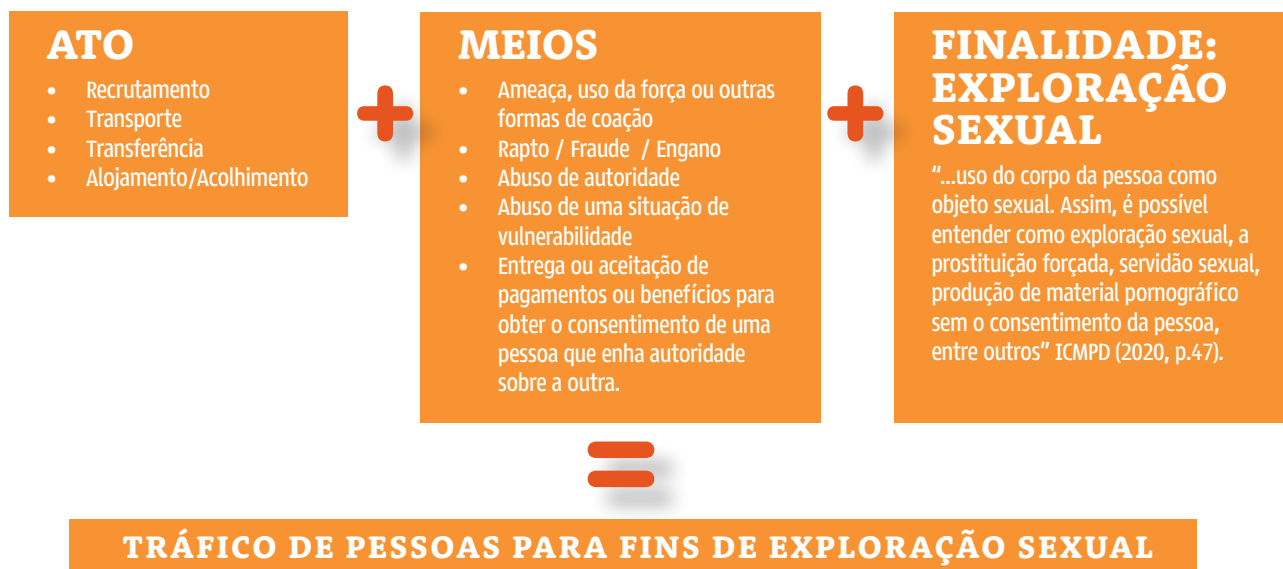 ATO
• Recrutamento
• Transporte
• Transferência
• Alojamento/Acolhimento
+
MEIOS
• Ameaça, uso da força ou outras
formas de coação
• Rapto / Fraude / Engano
• Abuso de autoridade
• Abuso de uma situação de
vulnerabilidade
• Entrega ou aceitação de
pagamentos ou benefícios para
obter o consentimento de uma
pessoa que enha autoridade
sobre a outra.
+
FINALIDADE:
EXPLORAÇÃO
SEXUAL
"...uso do corpo da pessoa como
objeto sexual. Assim, é possível
entender como exploração sexual, a
prostituição forçada, servidão sexual,
produção de material pornográfico
sem o consentimento da pessoa,
entre outros" ICMPD (2020, p.47).
=
TRÁFICO DE PESSOAS PARA FINS DE EXPLORAÇÃO SEXUAL